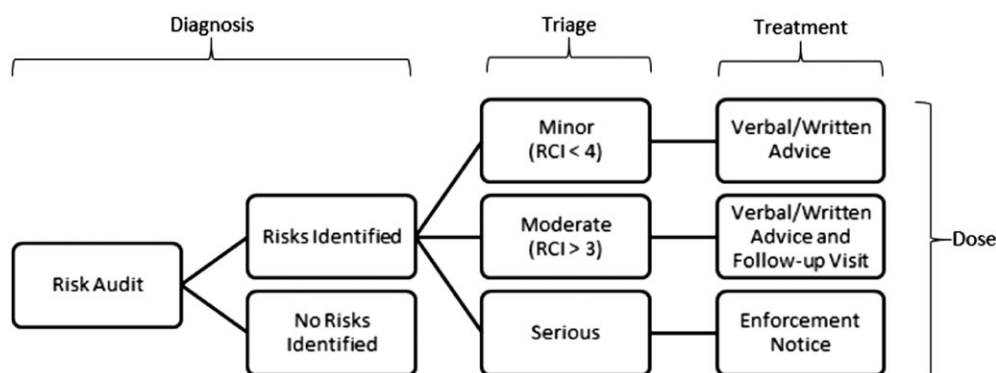 Diagnosis
Triage
Treatment
Risk Audit
Risks Identified
No Risks
Identified
Minor
(RCI < 4)
Moderate
(RCI > 3)
Serious
Verbal/Written
Advice
Verbal/Written
Advice and
Follow-up Visit
Enforcement
Notice
Dose